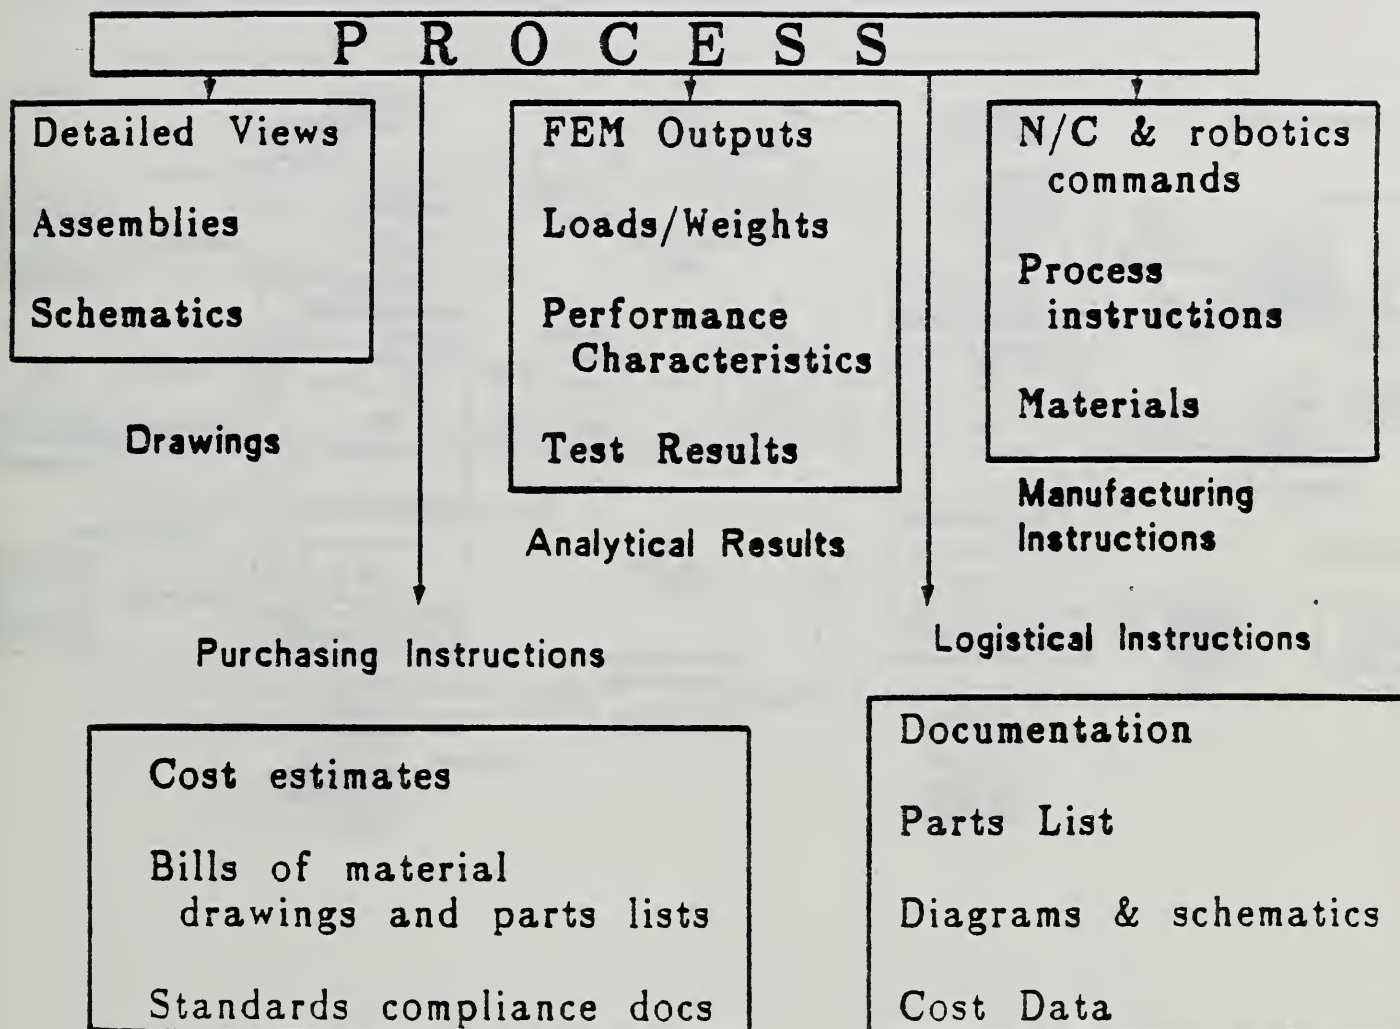 P R O C E S S
Detailed Views
Assemblies
Schematics
Drawings
FEM Outputs
Loads/Weights
Performance
Characteristics
Test Results
Analytical Results
N/C & robotics
commands
Process
instructions
Materials
Manufacturing
Instructions
Purchasing Instructions
Cost estimates
Bills of material
drawings and parts lists
Standards compliance docs
Logistical Instructions
Documentation
Parts List
Diagrams & schematics
Cost Data